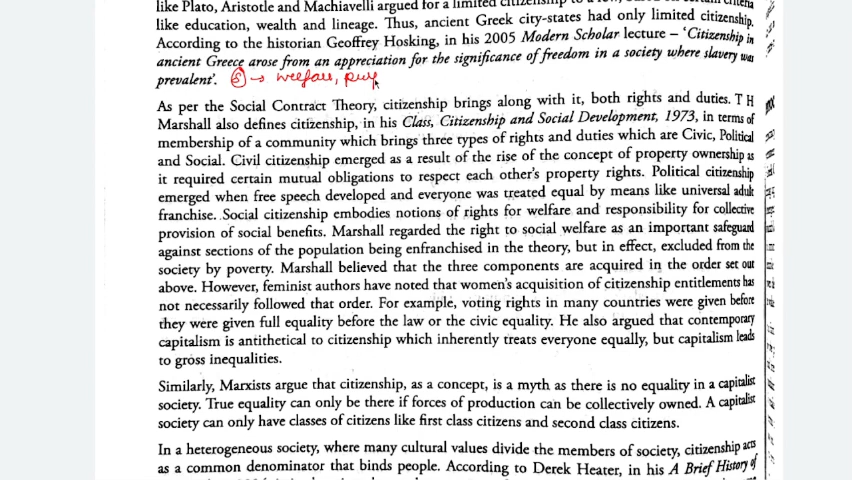 like Plato, Aristotle and Machiavelli argued for a limited citizenship to a few, based on certain criteria
like education, wealth and lineage. Thus, ancient Greek city-states had only limited citizenship.
According to the historian Geoffrey Hosking, in his 2005 Modern Scholar lecture – 'Citizenship in
ancient Greece arose from an appreciation for the significance of freedom in a society where slavery was
prevalent'. S → welfare,
As per the Social Contract Theory, citizenship brings along with it, both rights and duties. T H
Marshall also defines citizenship, in his Class, Citizenship and Social Development, 1973, in terms of
membership of a community which brings three types of rights and duties which are Civic, Political
and Social. Civil citizenship emerged as a result of the rise of the concept of property ownership as
it required certain mutual obligations to respect each other's property rights. Political citizenship
emerged when free speech developed and everyone was treated equal by means like universal adult
franchise. Social citizenship embodies notions of rights for welfare and responsibility for collective
provision of social benefits. Marshall regarded the right to social welfare as an important safeguard
against sections of the population being enfranchised in the theory, but in effect, excluded from the
society by poverty. Marshall believed that the three components are acquired in the order set out
above. However, feminist authors have noted that women's acquisition of citizenship entitlements has
not necessarily followed that order. For example, voting rights in many countries were given before
they were given full equality before the law or the civic equality. He also argued that contemporary
capitalism is antithetical to citizenship which inherently treats everyone equally, but capitalism leads
to gross inequalities.
Similarly, Marxists argue that citizenship, as a concept, is a myth as there is no equality in a capitalist
society. True equality can only be there if forces of production can be collectively owned. A capitalist
society can only have classes of citizens like first class citizens and second class citizens.
In a heterogeneous society, where many cultural values divide the members of society, citizenship acts
as a common denominator that binds people. According to Derek Heater, in his A Brief History of